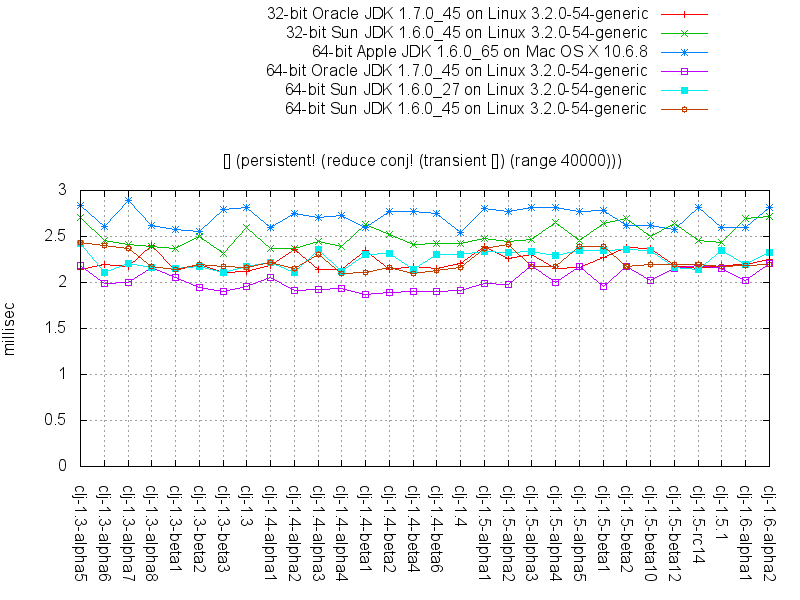 32-bit Oracle JDK 1.7.0_45 on Linux 3.2.0-54-generic
32-bit Sun JDK 1.6.0_45 on Linux 3.2.0-54-generic
64-bit Apple JDK 1.6.0_65 on Mac OS X 10.6.8
64-bit Oracle JDK 1.7.0_45 on Linux 3.2.0-54-generic
64-bit Sun JDK 1.6.0_27 on Linux 3.2.0-54-generic
64-bit Sun JDK 1.6.0_45 on Linux 3.2.0-54-generic
[] (persistent! (reduce conj! (transient []) (range 40000)))
millisec
3
2.5
2
1.5
1
0.5
0
clj-1.3-alpha5
clj-1.3-alpha6
clj-1.3-alpha7
clj-1.3-alpha8
clj-1.3-beta1
clj-1.3-beta2
clj-1.3-beta3
clj-1.3
clj-1.4-alpha1
clj-1.4-alpha2
clj-1.4-alpha3
clj-1.4-alpha4
clj-1.4-beta1
clj-1.4-beta2
clj-1.4-beta4
clj-1.4-beta6
clj-1.4
clj-1.5-alpha1
clj-1.5-alpha2
clj-1.5-alpha3
clj-1.5-alpha4
clj-1.5-alpha5
clj-1.5-beta1
clj-1.5-beta2
clj-1.5-beta10
clj-1.5-beta12
clj-1.5-rc14
clj-1.5.1
clj-1.6-alpha1
clj-1.6-alpha2